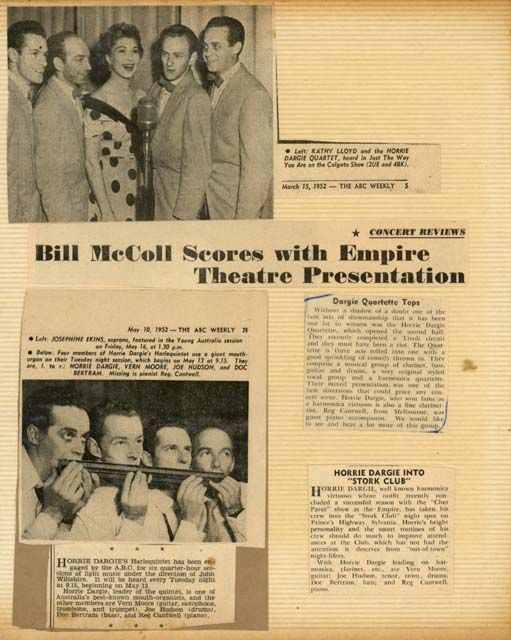 ● Left: KATHY LLOYD and the HORRIE
DARGIE QUARTET, heard in Just The Way
You Are on the Colgate Show (2UE and 4BK).
March 15, 1952 — THE ABC WEEKLY 5
★ CONCERT REVIEWS
Bill McColl Scores with Empire
Theatre Presentation
May 10, 1952 — THE ABC WEEKLY 21
● Left: JOSEPHINE EKINS, soprano, featured in the Young Australia session
on Friday, May 16, at 1.30 p.m.
● Below: Four members of Horrie Dargie's Harlequintet use a giant mouth-
organ on their Tuesday night session, which begins on May 13 at 9.15. They
are, l. to r.: HORRIE DARGIE, VERN MOORE, JOE HUDSON, and DOC
BERTRAM. Missing is pianist Reg. Cantwell.
HORRIE DARGIE'S Harlequintet has been en-
gaged by the A.B.C. for six quarter-hour ses-
sions of light music under the direction of John
Wiltshire. It will be heard every Tuesday night
at 9.15, beginning on May 13.
Horrie Dargie, leader of the quintet, is one of
Australia's best-known mouth-organists, and the
other members are Vern Moore (guitar, saxophone,
trombone, and trumpet), Joe Hudson (drums),
Doc Bertram (bass), and Reg Cantwell (piano).
Dargie Quartette Tops
Without a shadow of a doubt one of the
best acts of showmanship that it has been
our lot to witness was the Horrie Dargie
Quartette, which opened the second half.
They recently completed a Tivoli circuit
and they must have been a riot. The Quar-
tette is three acts rolled into one with a
good sprinkling of comedy thrown in. They
comprise a musical group of clarinet, bass,
guitar and drums, a very original styled
vocal group and a harmonica quartette.
Their mixed presentation was one of the
best diversions that could grace any con-
cert scene. Horrie Dargie, who won fame as
a harmonica virtuoso is also a fine clarinet-
ist. Reg Cantwell, from Melbourne, was
guest piano accompanist. We would like
to see and hear a lot more of this group.
HORRIE DARGIE INTO
"STORK CLUB"
HORRIE DARGIE, well known harmonica
virtuoso whose outfit recently con-
cluded a successful season with the "Chez
Paree" show at the Empire, has taken his
crew into the "Stork Club" night spot on
Prince's Highway, Sylvania. Horrie's bright
personality and the smart routines of his
crew should do much to improve attend-
ances at the Club, which has not had the
attention it deserves from "out-of-town"
night-lifers.
With Horrie Dargie leading on har-
monica, clarinet, etc., are Vern Moore,
guitar; Joe Hudson, tenor, drums;
Doc Bertram, bass; and Reg Cantwell,
piano.